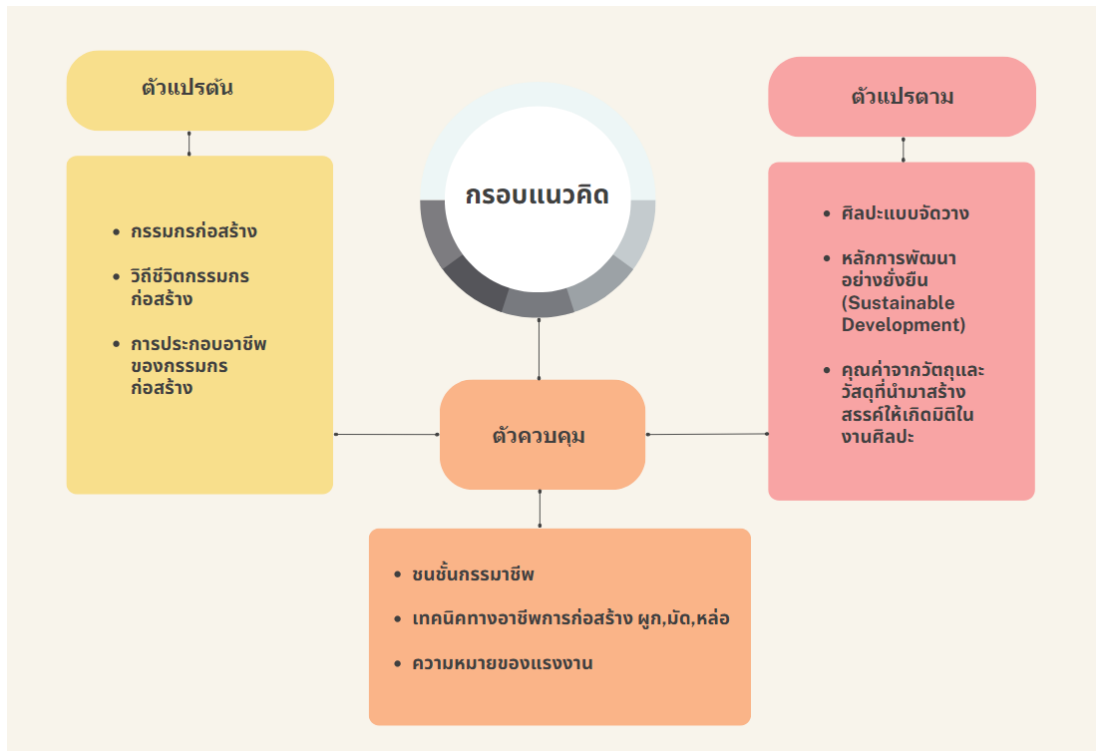 กรอบแนวคิด
ตัวแปรต้น
• กรรมกรก่อสร้าง
• วิถีชีวิตกรรมกร
ก่อสร้าง
• การประกอบอาชีพ
ของกรรมกร
ก่อสร้าง
ตัวแปรตาม
• ศิลปะแบบจัดวาง
• หลักการพัฒนา
อย่างยั่งยืน
(Sustainable
Development)
• คุณค่าจากวัตถุและ
วัสดุที่นำมาสร้าง
สรรค์ให้เกิดมิติใน
งานศิลปะ
ตัวควบคุม
• ชนชั้นกรรมาชีพ
• เทคนิคทางอาชีพการก่อสร้าง ผูก,มัด,หล่อ
• ความหมายของแรงงาน